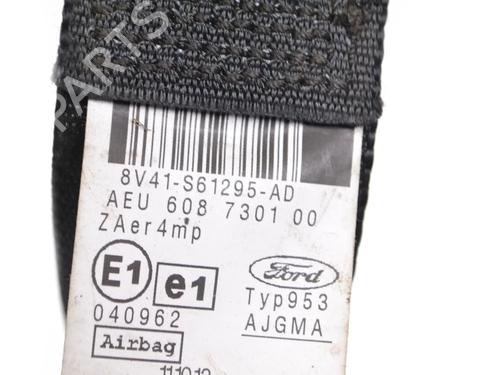 PARTS
8V41-S61295-AD
AEU 608 7301 00
ZAer4mp
E1 e1 Ford
Typ953
040962 AJGMA
Airbag